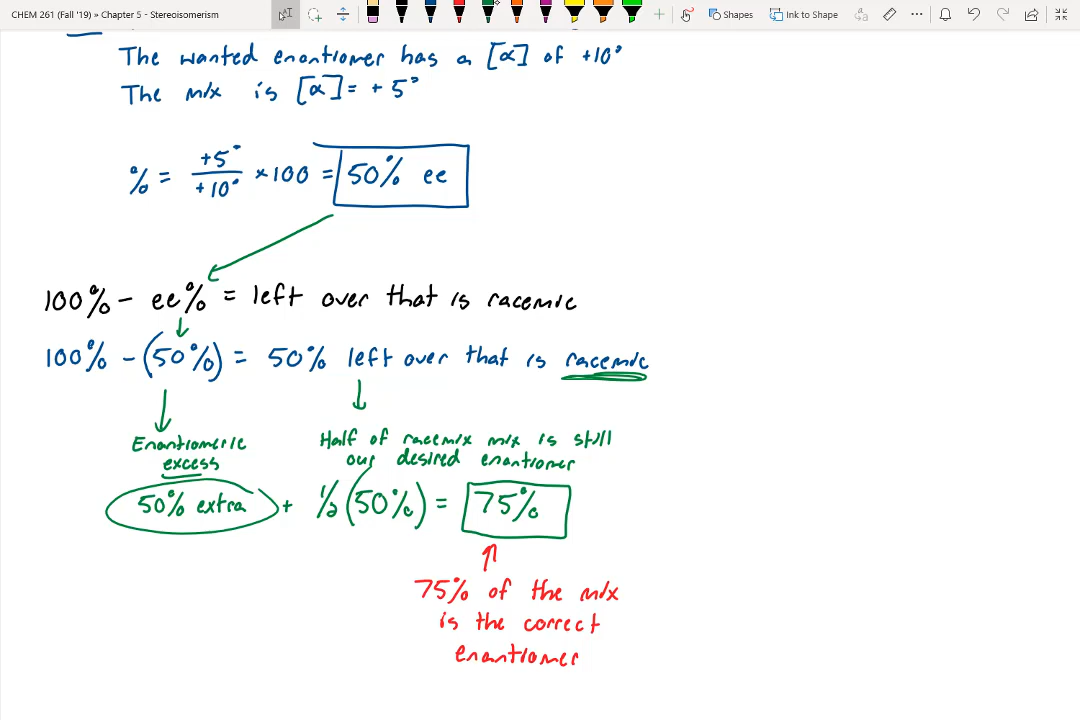 CHEM 261 (Fall '19) » Chapter 5 - Stereoisomerism
Shapes
Ink to Shape
The wanted enantiomer has a [α] of +10°
The mix is [α] = + 5°
% = +5° / +10° × 100 = 50% ee
100% - ee% = left over that is racemic
100% - (50%) = 50% left over that is racemic
Enantiomeric
excess
Half of racemix mix is still
our desired enantiomer
50% extra + 1/2 (50%) = 75%
75% of the mix
is the correct
enantiomer